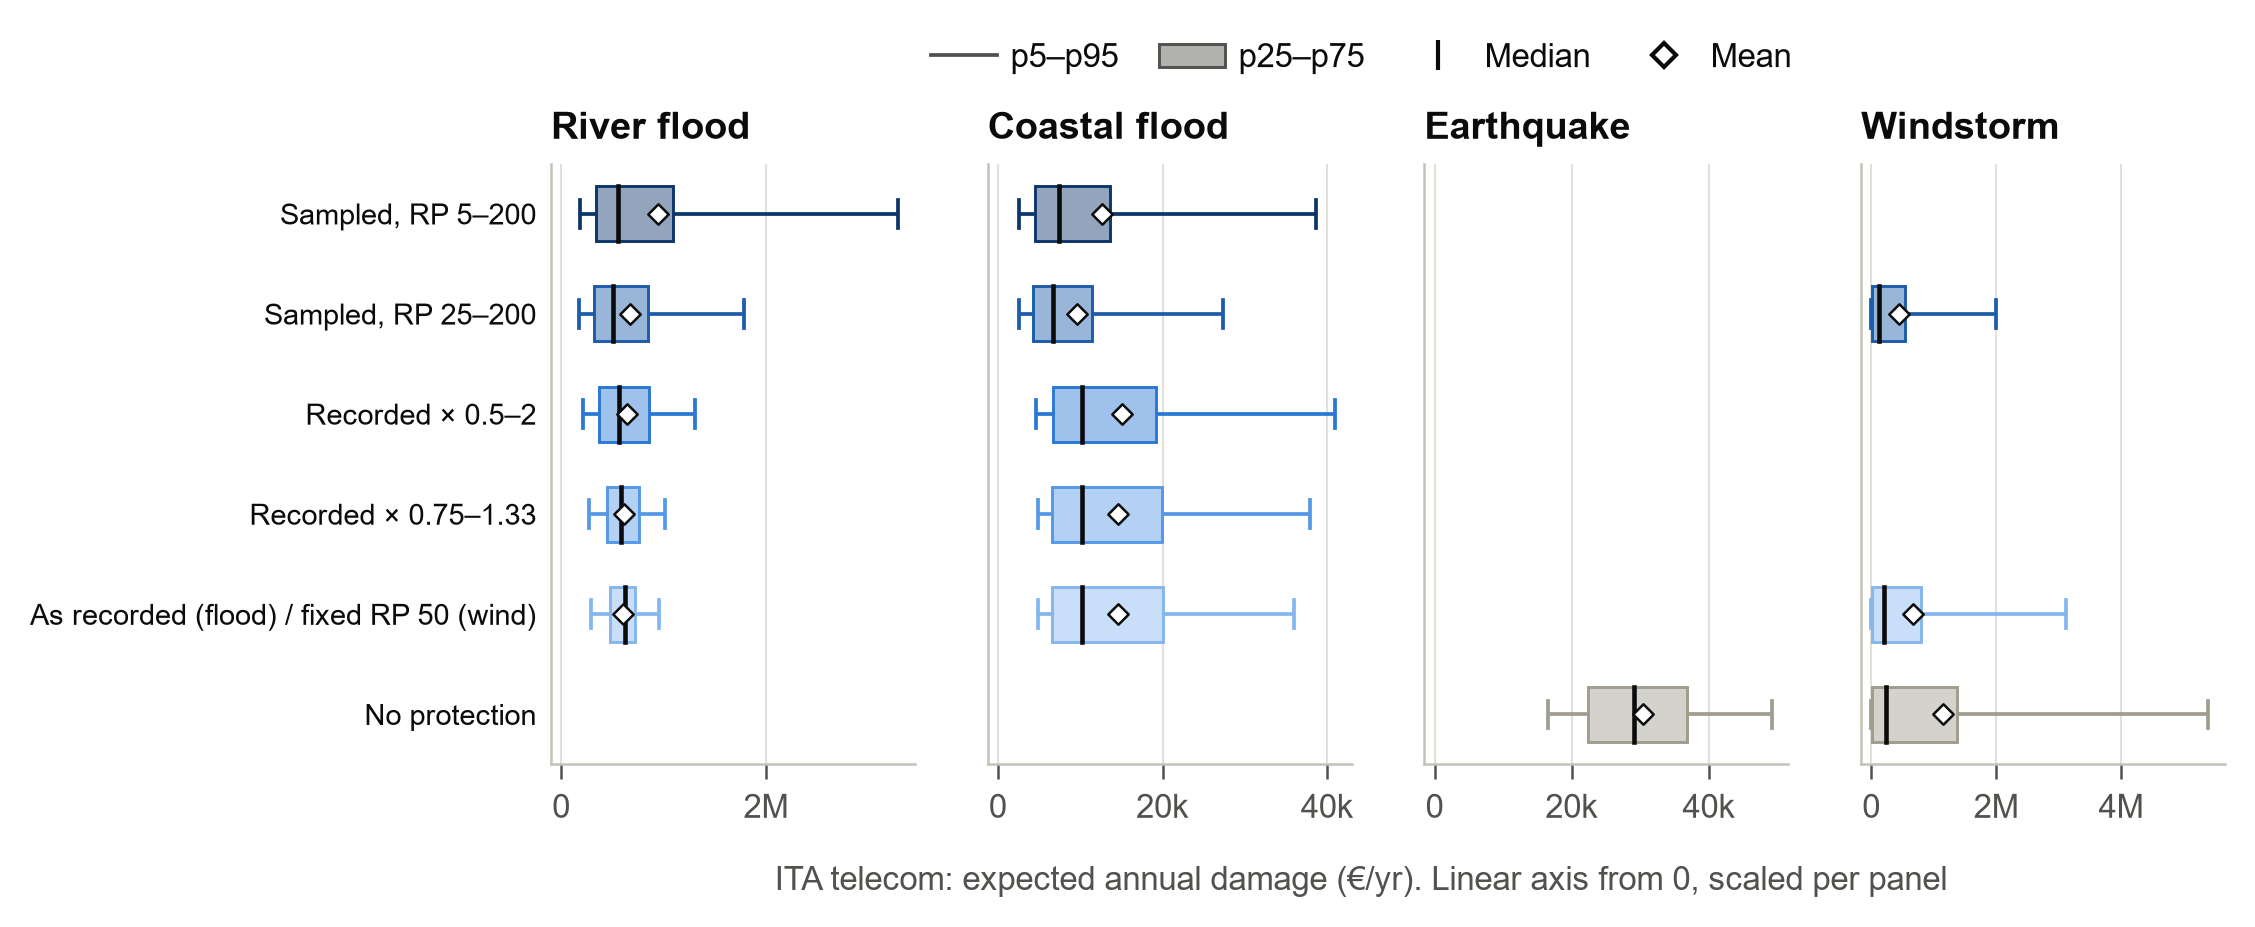 p5–p95 p25–p75 Median Mean
River flood Coastal flood Earthquake Windstorm
Sampled, RP 5–200
Sampled, RP 25–200
Recorded × 0.5–2
Recorded × 0.75–1.33
As recorded (flood) / fixed RP 50 (wind)
No protection
0 2M 0 20k 40k 0 20k 40k 0 2M 4M
ITA telecom: expected annual damage (€/yr). Linear axis from 0, scaled per panel